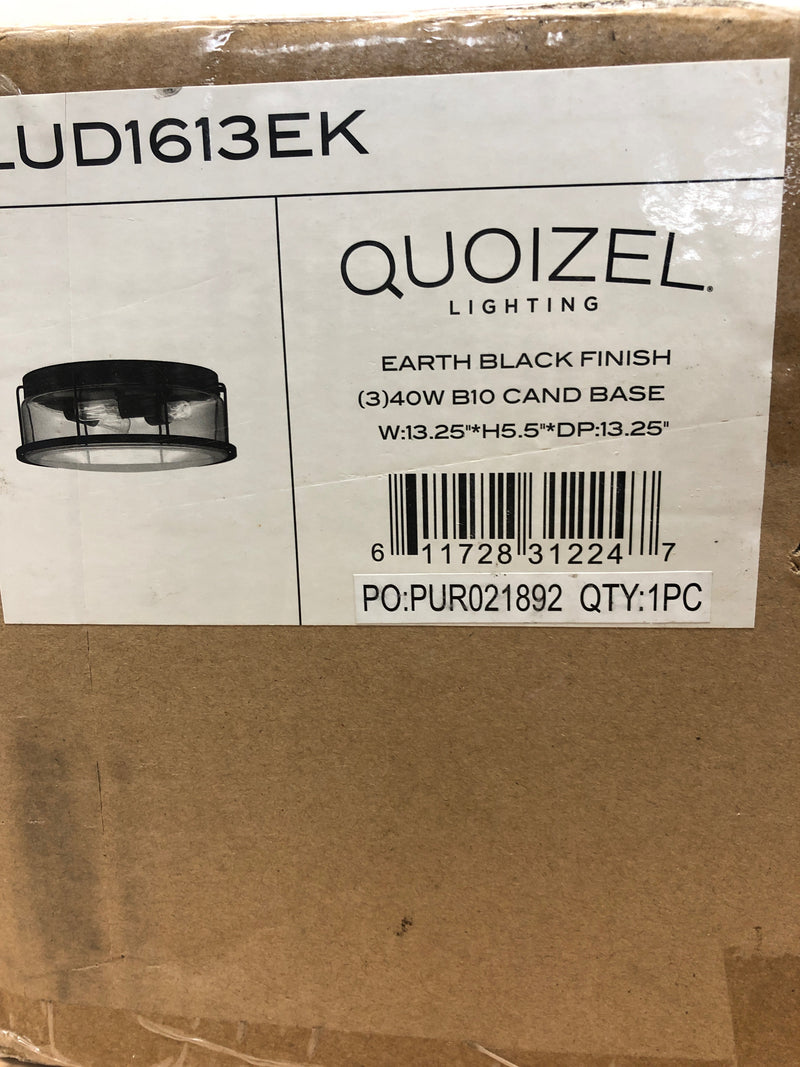 LUD1613EK
QUOIZEL®
LIGHTING
EARTH BLACK FINISH
(3)40W B10 CAND BASE
W:13.25"*H5.5"*DP:13.25"
6 11728 31224 7
PO:PUR021892 QTY:1PC